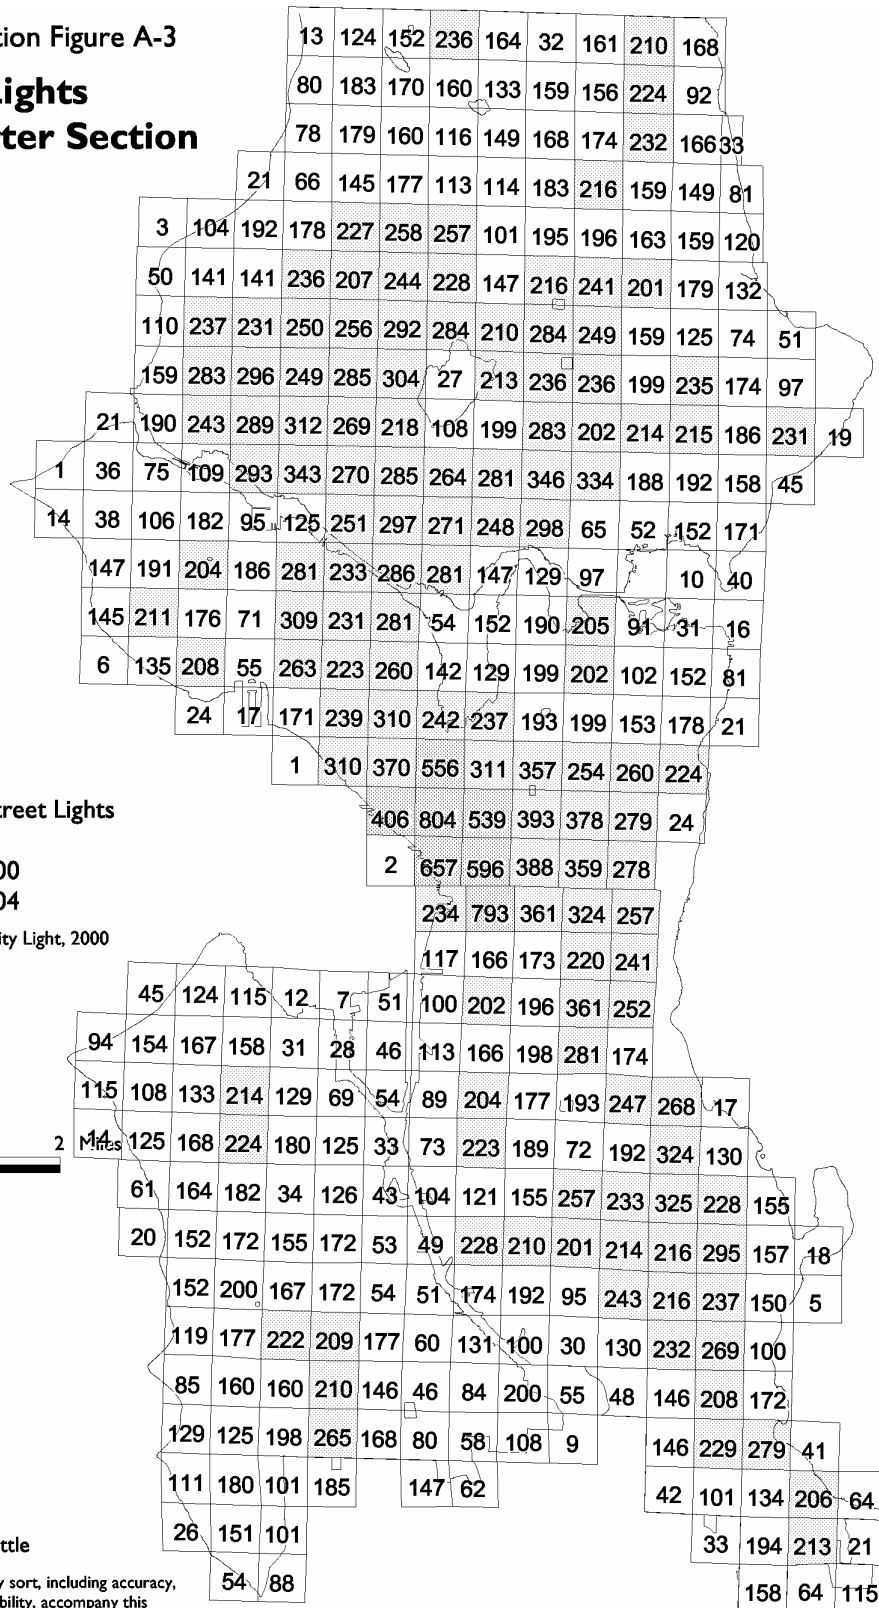 tion Figure A-3
Lights
ter Section
13 124 152 236 164 32 161 210 168
80 183 170 160 133 159 156 224 92
78 179 160 116 149 168 174 232 166 33
21 66 145 177 113 114 183 216 159 149 81
3 104 192 178 227 258 257 101 195 196 163 159 120
50 141 141 236 207 244 228 147 216 241 201 179 132
110 237 231 250 256 292 284 210 284 249 159 125 74 51
159 283 296 249 285 304 27 213 236 236 199 235 174 97
21 190 243 289 312 269 218 108 199 283 202 214 215 186 231 19
1 36 75 109 293 343 270 285 264 281 346 334 188 192 158 45
14 38 106 182 95 125 251 297 271 248 298 65 52 152 171
147 191 204 186 281 233 286 281 147 129 97 10 40
145 211 176 71 309 231 281 54 152 190 205 91 31 16
6 135 208 55 263 223 260 142 129 199 202 102 152 81
24 17 171 239 310 242 237 193 199 153 178 21
1 310 370 556 311 357 254 260 224
treet Lights
406 804 539 393 378 279 24
00
2 657 596 388 359 278
04
234 793 361 324 257
ity Light, 2000
117 166 173 220 241
45 124 115 12 7 51 100 202 196 361 252
94 154 167 158 31 28 46 113 166 198 281 174
115 108 133 214 129 69 54 89 204 177 193 247 268 17
2 Miles 14 125 168 224 180 125 33 73 223 189 72 192 324 130
61 164 182 34 126 43 104 121 155 257 233 325 228 155
20 152 172 155 172 53 49 228 210 201 214 216 295 157 18
152 200 167 172 54 51 174 192 95 243 216 237 150 5
119 177 222 209 177 60 131 100 30 130 232 269 100
85 160 160 210 146 46 84 200 55 48 146 208 172
129 125 198 265 168 80 58 108 9 146 229 279 41
111 180 101 185 147 62 42 101 134 206 64
26 151 101 33 194 213 21
ttle
54 88 158 64 115
y sort, including accuracy,
bility, accompany this